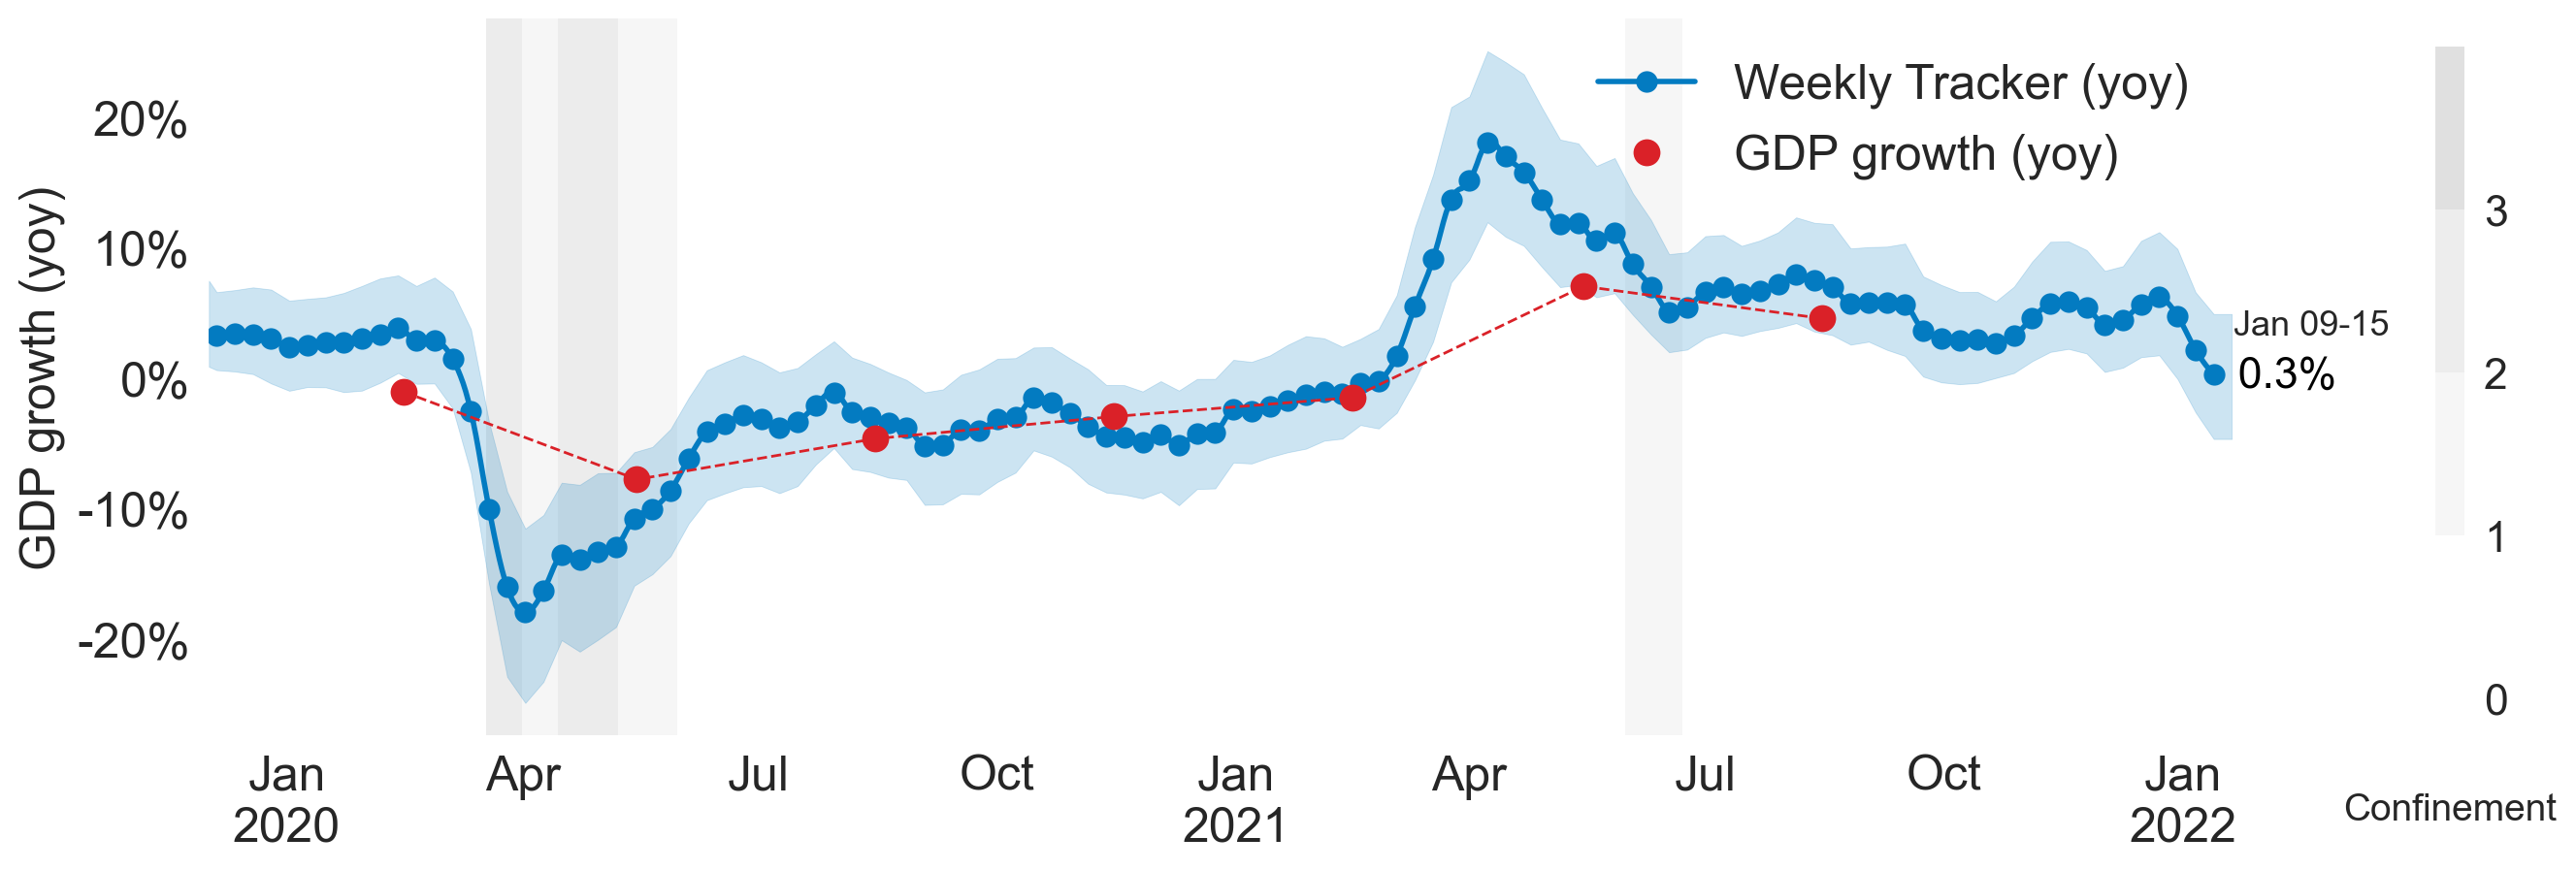 Weekly Tracker (yoy)
GDP growth (yoy)
GDP growth (yoy)
20%
10%
0%
-10%
-20%
Jan 09-15
0.3%
3
2
1
0
Confinement
Jan Apr Jul Oct Jan Apr Jul Oct Jan
2020 2021 2022